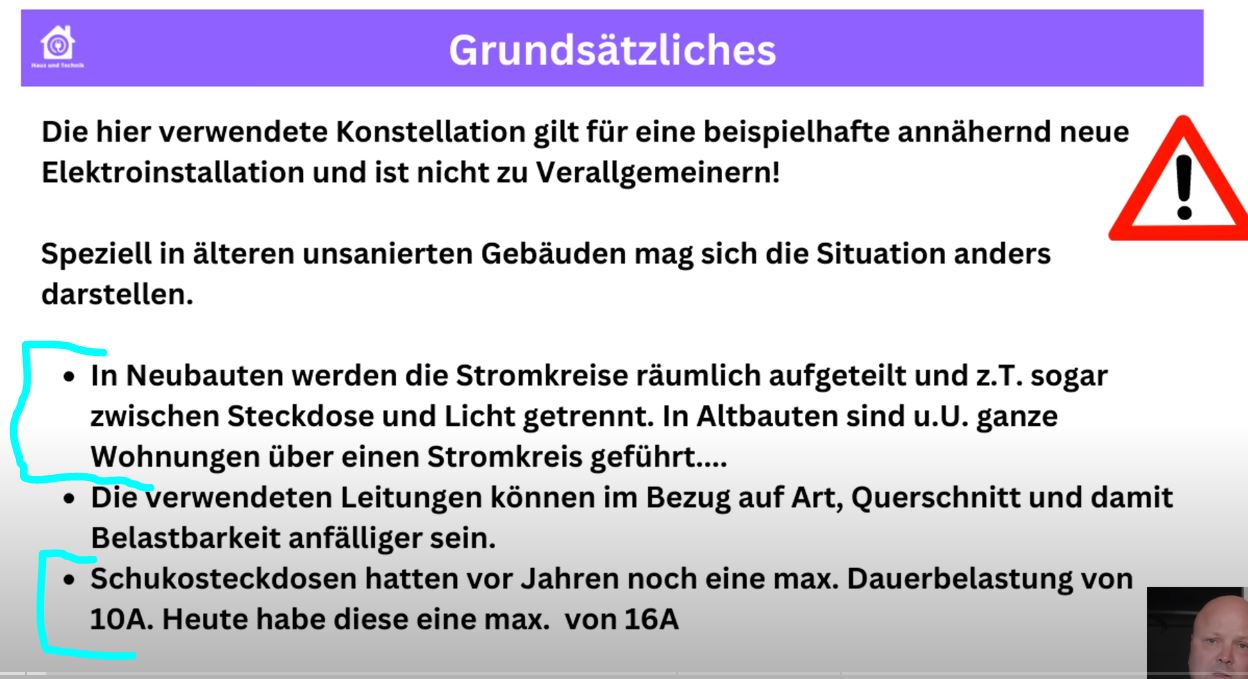 Haus und Technik
Grundsätzliches
Die hier verwendete Konstellation gilt für eine beispielhafte annähernd neue
Elektroinstallation und ist nicht zu Verallgemeinern!
Speziell in älteren unsanierten Gebäuden mag sich die Situation anders
darstellen.
• In Neubauten werden die Stromkreise räumlich aufgeteilt und z.T. sogar
zwischen Steckdose und Licht getrennt. In Altbauten sind u.U. ganze
Wohnungen über einen Stromkreis geführt....
• Die verwendeten Leitungen können im Bezug auf Art, Querschnitt und damit
Belastbarkeit anfälliger sein.
• Schukosteckdosen hatten vor Jahren noch eine max. Dauerbelastung von
10A. Heute habe diese eine max. von 16A